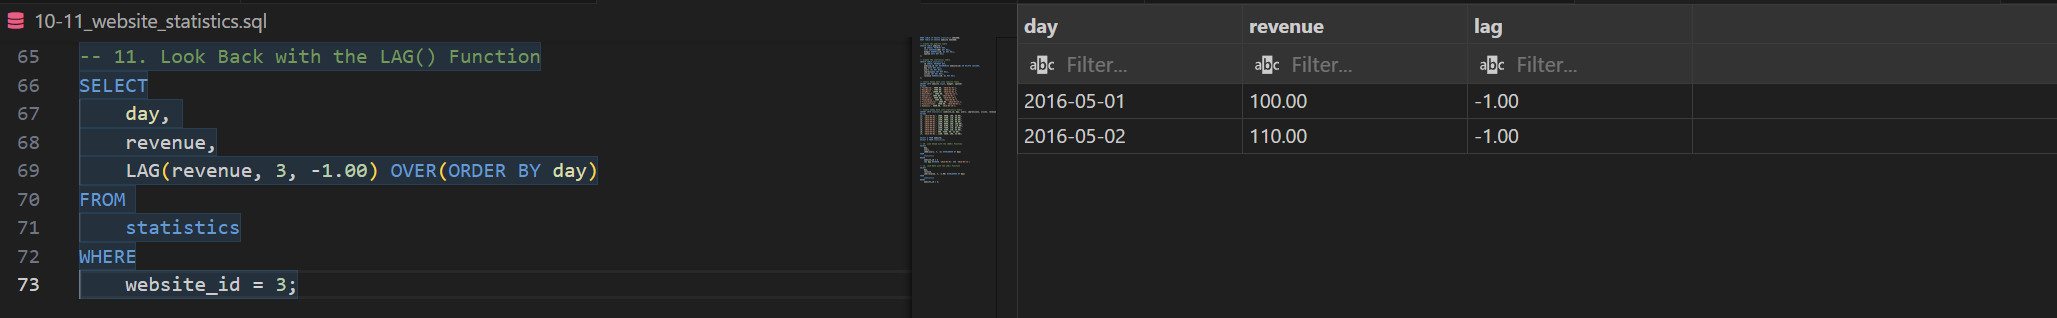 10-11_website_statistics.sql
65 -- 11. Look Back with the LAG() Function
66 SELECT
67 day,
68 revenue,
69 LAG(revenue, 3, -1.00) OVER(ORDER BY day)
70 FROM
71 statistics
72 WHERE
73 website_id = 3;
day revenue lag
abc Filter... abc Filter... abc Filter...
2016-05-01 100.00 -1.00
2016-05-02 110.00 -1.00